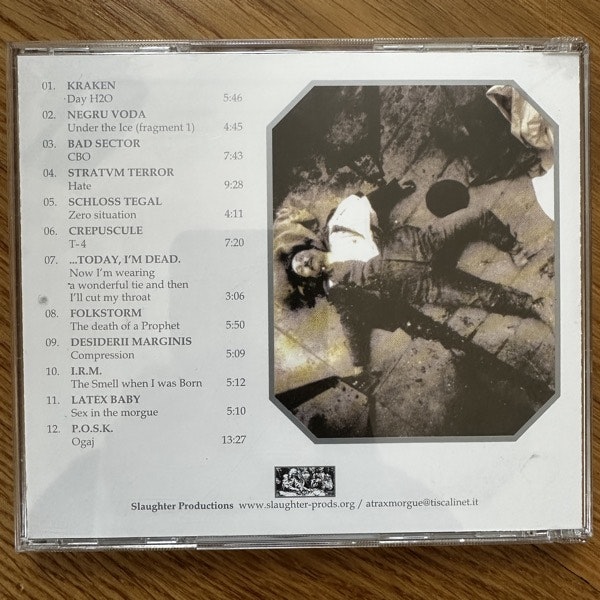 01. KRAKEN
Day H2O 5:46
02. NEGRU VODA
Under the Ice (fragment 1) 4:45
03. BAD SECTOR
CBO 7:43
04. STRATVM TERROR
Hate 9:28
05. SCHLOSS TEGAL
Zero situation 4:11
06. CREPUSCULE
T-4 7:20
07. ...TODAY, I'M DEAD.
Now I'm wearing
a wonderful tie and then
I'll cut my throat 3:06
08. FOLKSTORM
The death of a Prophet 5:50
09. DESIDERII MARGINIS
Compression 5:09
10. I.R.M.
The Smell when I was Born 5:12
11. LATEX BABY
Sex in the morgue 5:10
12. P.O.S.K.
Ogaj 13:27
Slaughter Productions www.slaughter-prods.org / atraxmorgue@tiscalinet.it